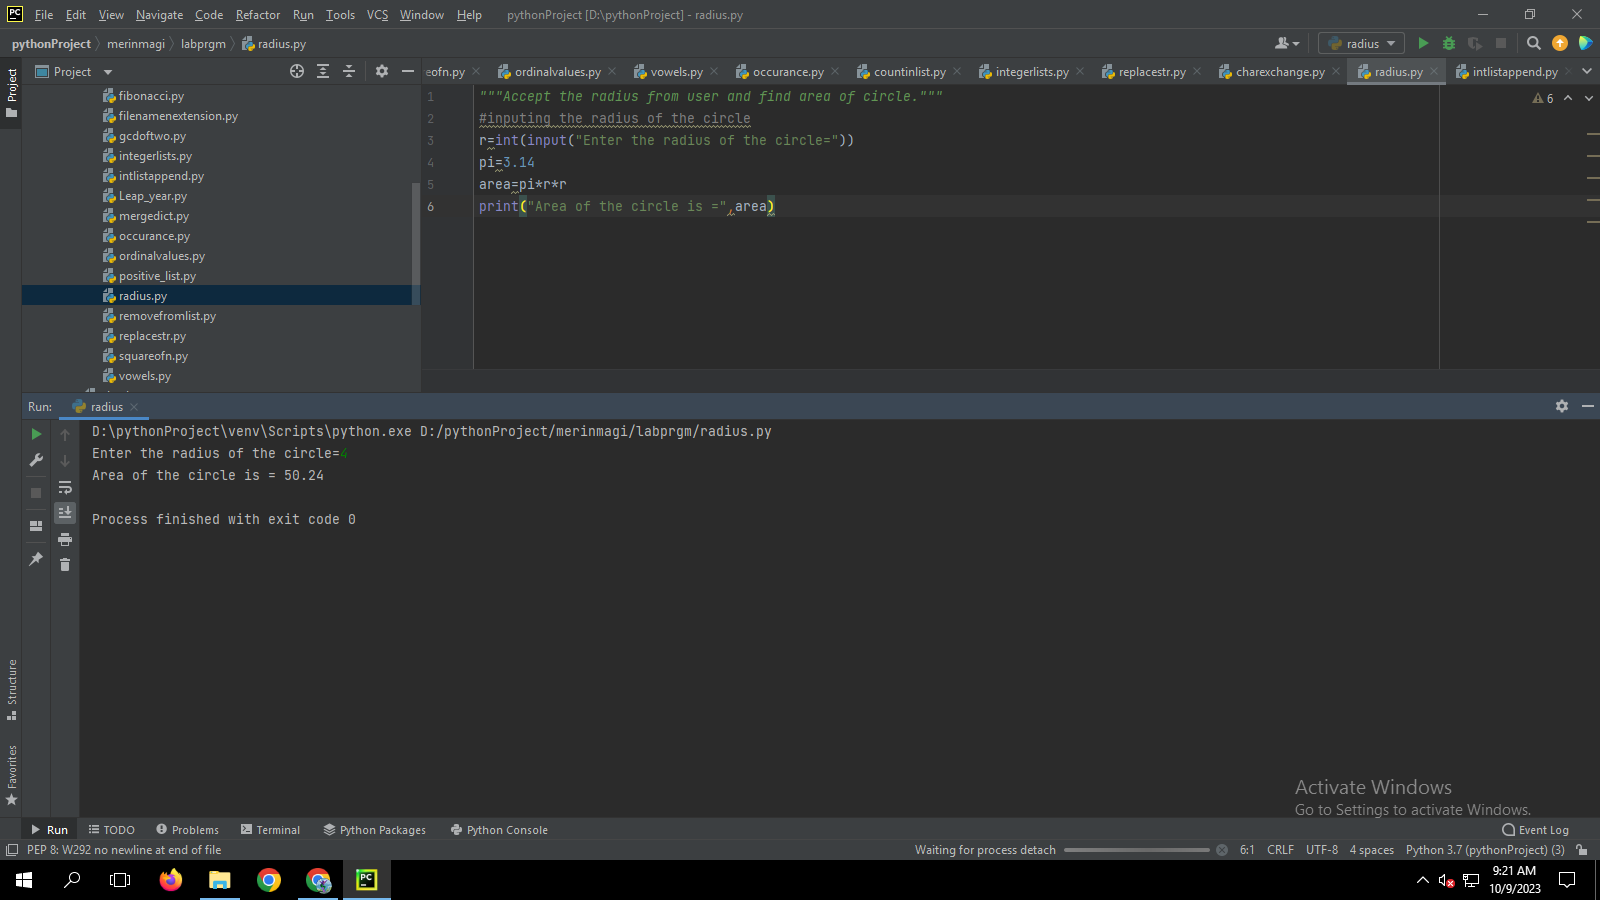 PC File Edit View Navigate Code Refactor Run Tools VCS Window Help pythonProject [D:\pythonProject] - radius.py
pythonProject merinmagi labprgm radius.py radius
Project Project eofn.py ordinalvalues.py vowels.py occurance.py countinlist.py integerlists.py replacestr.py charexchange.py radius.py intlistappend.py
fibonacci.py
filenamenextension.py
gcdoftwo.py
integerlists.py
intlistappend.py
Leap_year.py
mergedict.py
occurance.py
ordinalvalues.py
positive_list.py
radius.py
removefromlist.py
replacestr.py
squareofn.py
vowels.py
1 """Accept the radius from user and find area of circle."""
2 #inputing the radius of the circle
3 r=int(input("Enter the radius of the circle="))
4 pi=3.14
5 area=pi*r*r
6 print("Area of the circle is =",area)
6
Run: radius
D:\pythonProject\venv\Scripts\python.exe D:/pythonProject/merinmagi/labprgm/radius.py
Enter the radius of the circle=4
Area of the circle is = 50.24
Process finished with exit code 0
Structure
Favorites
Activate Windows
Go to Settings to activate Windows.
Run TODO Problems Terminal Python Packages Python Console Event Log
PEP 8: W292 no newline at end of file Waiting for process detach 6:1 CRLF UTF-8 4 spaces Python 3.7 (pythonProject) (3)
PC
9:21 AM
10/9/2023